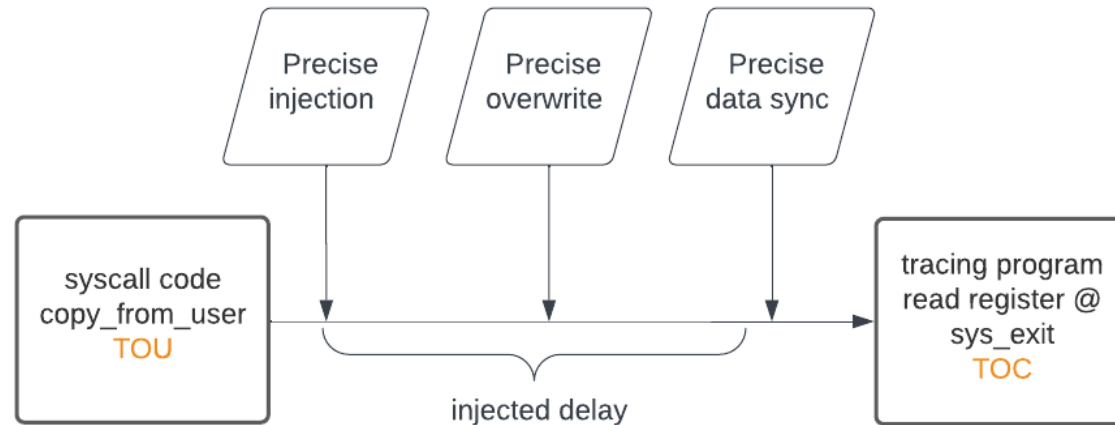 Precise
injection
Precise
overwrite
Precise
data sync
syscall code
copy_from_user
TOU
tracing program
read register @
sys_exit
TOC
injected delay